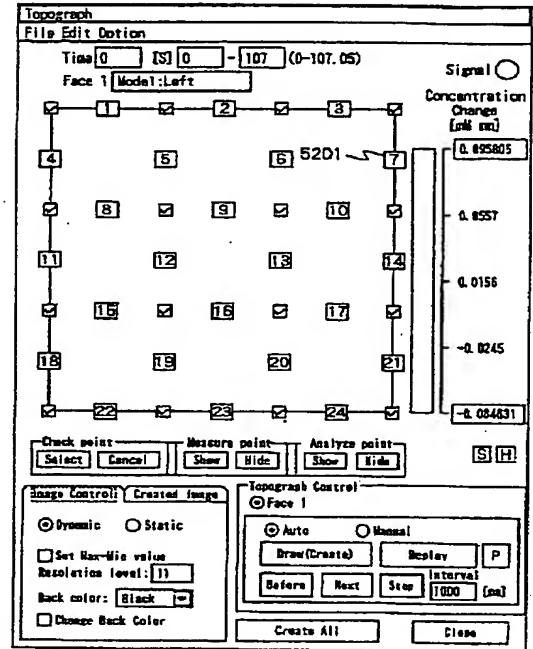 Topograph
File Edit Option
Time 0 [S] 0 - 107 (0-107.05)
Face 1 Model:Left
Signal
Concentration
Change
[mM mm]
1 2 3
0.095805
4 5 6 52D1 7
8 9 10
0.0557
11 12 13 14
0.0156
15 16 17
-0.0245
18 19 20 21
22 23 24
-0.064631
Check point Measure point Analyze point
Select Cancel Show Hide Show Hide S H
Image Control Created image Topograph Control
Face 1
Dynamic Static Auto Manual
Set Max-Min value Draw(Create) Replay P
Resolution level: 11 Interval
Before Next Stop 1000 [ms]
Back color: Black
Change Back Color
Create All Close